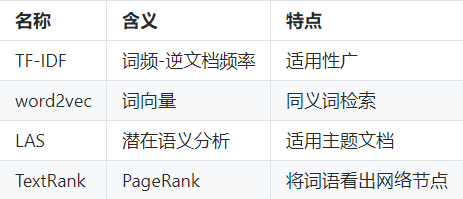 名称 含义 特点
TF-IDF 词频-逆文档频率 适用性广
word2vec 词向量 同义词检索
LAS 潜在语义分析 适用主题文档
TextRank PageRank 将词语看出网络节点